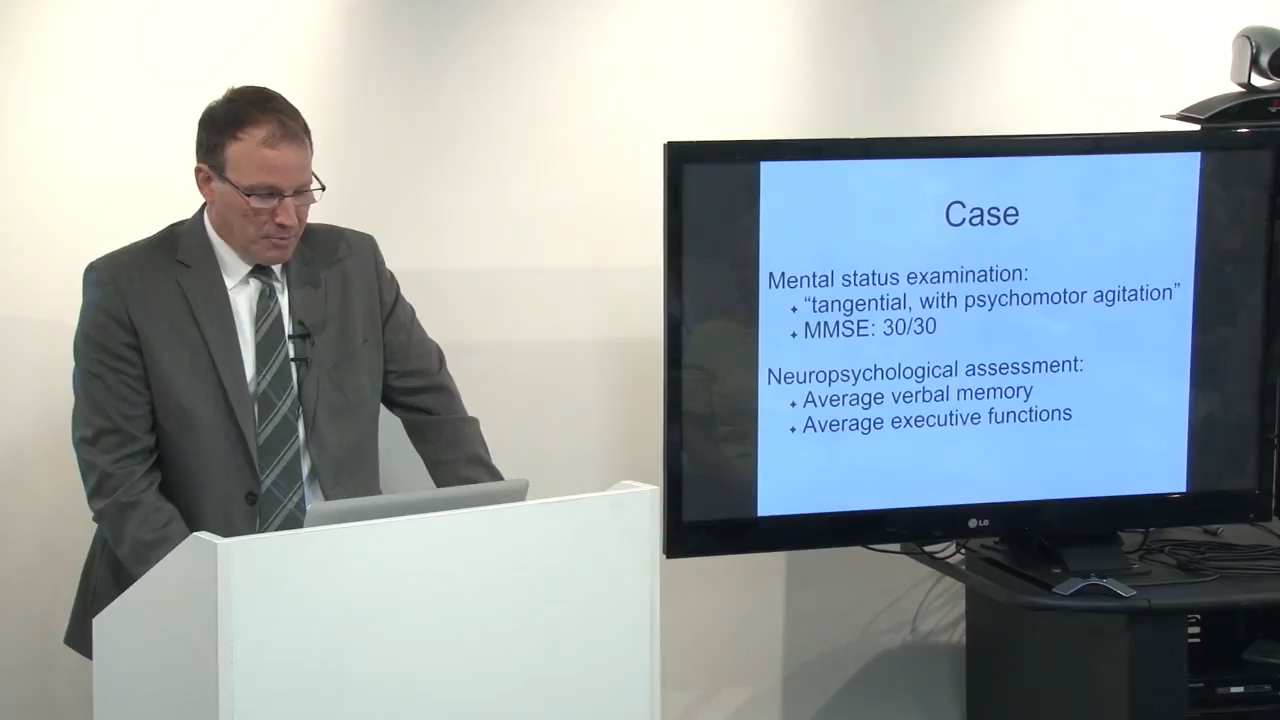 Case
Mental status examination:
✦ “tangential, with psychomotor agitation”
✦ MMSE: 30/30
Neuropsychological assessment:
✦ Average verbal memory
✦ Average executive functions
LG